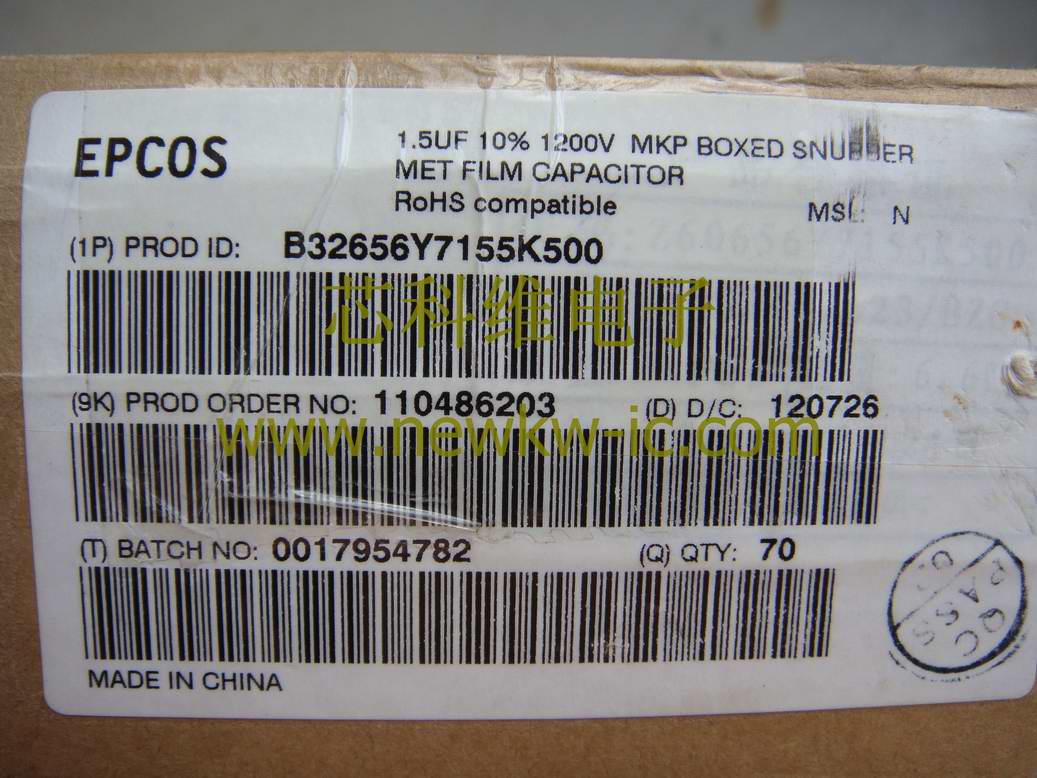 EPCOS
1.5UF 10% 1200V MKP BOXED SNUBBER
MET FILM CAPACITOR
RoHS compatible
MSL: N
(1P) PROD ID: B32656Y7155K500
芯科维电子
(9K) PROD ORDER NO: 110486203 (D) D/C: 120726
www.newkw-ic.com
(T) BATCH NO: 0017954782 (Q) QTY: 70
QC
PASS
MADE IN CHINA